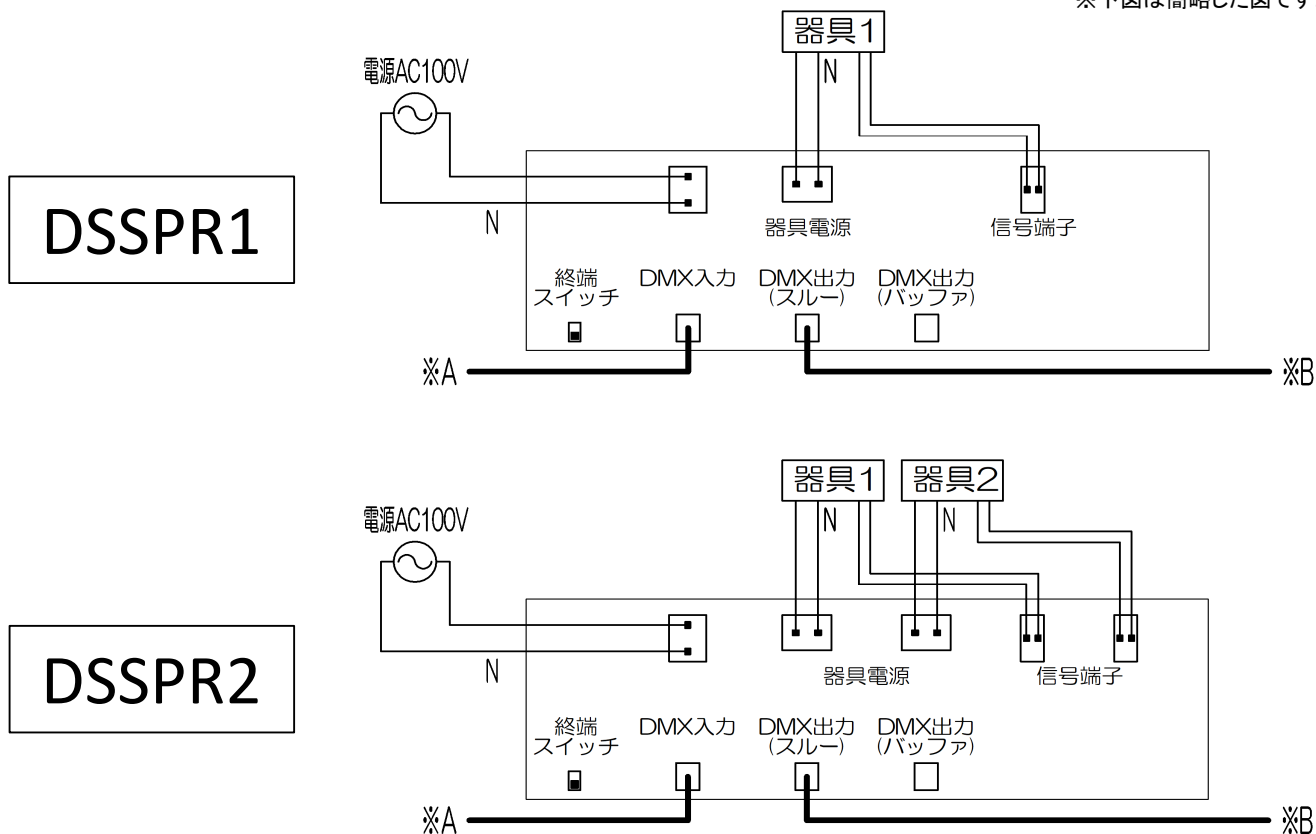 ※下図は簡略した図です
器具1
電源AC100V
N
N
DSSPR1
器具電源
信号端子
終端
スイッチ
DMX入力
DMX出力
(スルー)
DMX出力
(バッファ)
※A
※B
器具1
器具2
電源AC100V
N
N
N
DSSPR2
器具電源
信号端子
終端
スイッチ
DMX入力
DMX出力
(スルー)
DMX出力
(バッファ)
※A
※B